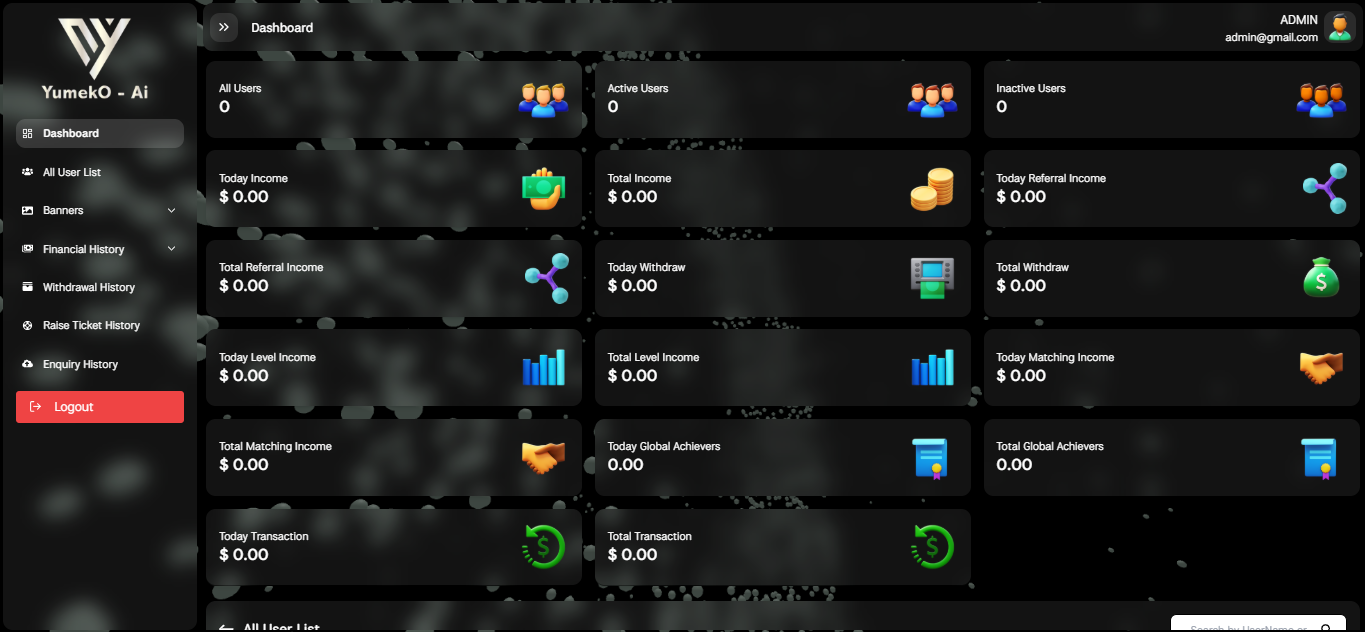 YumekO - Ai
Dashboard
All User List
Banners
Financial History
Withdrawal History
Raise Ticket History
Enquiry History
Logout
Dashboard
ADMIN
admin@gmail.com
All Users
0
Active Users
0
Inactive Users
0
Today Income
$ 0.00
Total Income
$ 0.00
Today Referral Income
$ 0.00
Total Referral Income
$ 0.00
Today Withdraw
$ 0.00
Total Withdraw
$ 0.00
Today Level Income
$ 0.00
Total Level Income
$ 0.00
Today Matching Income
$ 0.00
Total Matching Income
$ 0.00
Today Global Achievers
0.00
Total Global Achievers
0.00
Today Transaction
$ 0.00
Total Transaction
$ 0.00
All User List
Search by UserName or